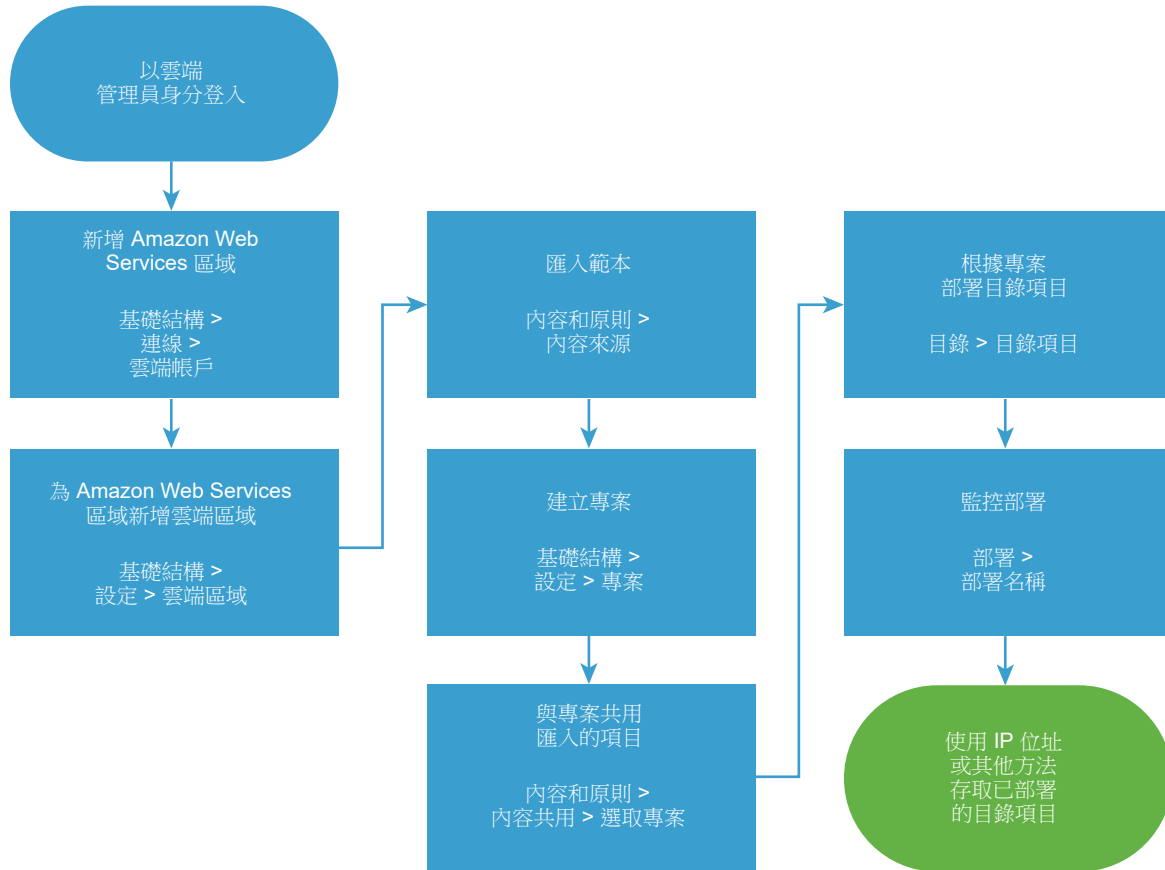 以雲端
管理員身分登入
新增 Amazon Web
Services 區域
基礎結構 >
連線 >
雲端帳戶
為 Amazon Web Services
區域新增雲端區域
基礎結構 >
設定 > 雲端區域
匯入範本
內容和原則 >
內容來源
建立專案
基礎結構 >
設定 > 專案
與專案共用
匯入的項目
內容和原則 >
內容共用 > 選取專案
根據專案
部署目錄項目
目錄 > 目錄項目
監控部署
部署 >
部署名稱
使用 IP 位址
或其他方法
存取已部署
的目錄項目